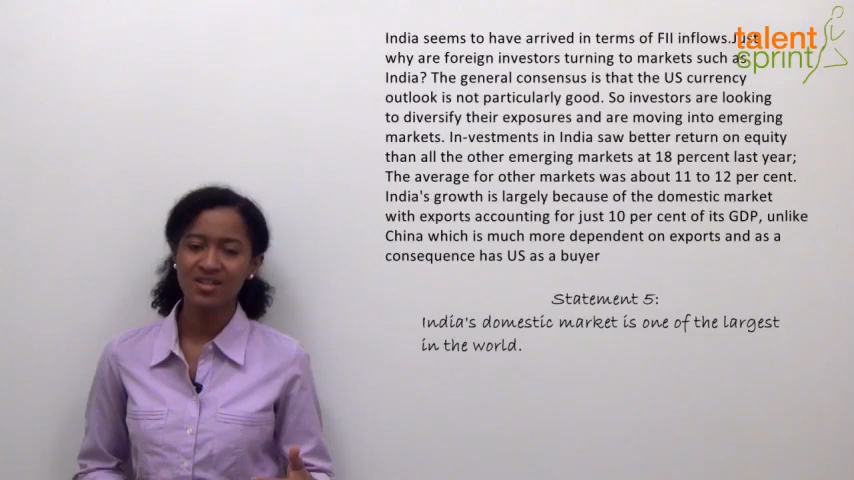 India seems to have arrived in terms of FII inflows.Just
why are foreign investors turning to markets such as
India? The general consensus is that the US currency
outlook is not particularly good. So investors are looking
to diversify their exposures and are moving into emerging
markets. In-vestments in India saw better return on equity
than all the other emerging markets at 18 percent last year;
The average for other markets was about 11 to 12 per cent.
India's growth is largely because of the domestic market
with exports accounting for just 10 per cent of its GDP, unlike
China which is much more dependent on exports and as a
consequence has US as a buyer
Statement 5:
India's domestic market is one of the largest
in the world.
talent
sprint